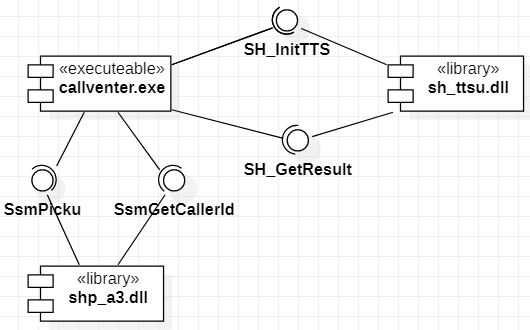 SH_InitTTS
«executeable»
callventer.exe
«library»
sh_ttsu.dll
SH_GetResult
SsmPicku
SsmGetCallerId
«library»
shp_a3.dll